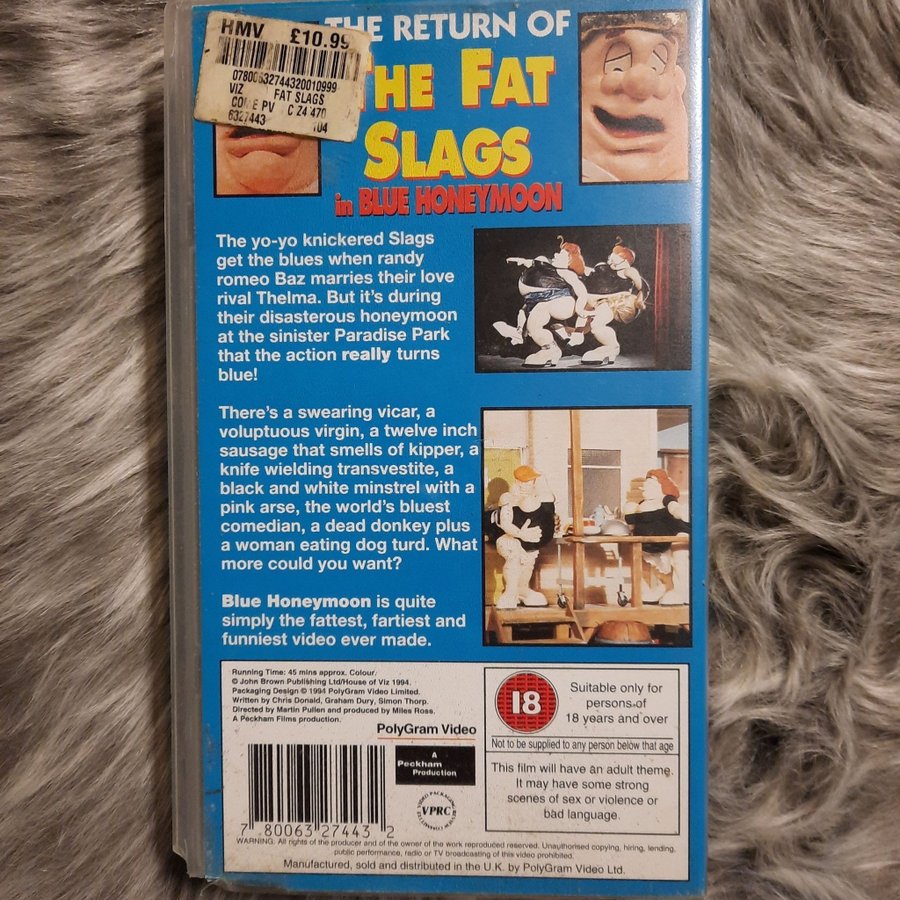 HMV £10.99
THE RETURN OF
07800632744320010999
VIZ FAT SLAGS
6327443 104
THE FAT
SLAGS
in BLUE HONEYMOON
The yo-yo knickered Slags
get the blues when randy
romeo Baz marries their love
rival Thelma. But it's during
their disasterous honeymoon
at the sinister Paradise Park
that the action really turns
blue!
There's a swearing vicar, a
voluptuous virgin, a twelve inch
sausage that smells of kipper, a
knife wielding transvestite, a
black and white minstrel with a
pink arse, the world's bluest
comedian, a dead donkey plus
a woman eating dog turd. What
more could you want?
Blue Honeymoon is quite
simply the fattest, fartiest and
funniest video ever made.
Running Time: 45 mins approx. Colour.
© John Brown Publishing Ltd/House of Viz 1994.
Packaging Design © 1994 PolyGram Video Limited.
Written by Chris Donald, Graham Dury, Simon Thorp.
Directed by Martin Pullen and produced by Miles Ross.
A Peckham Films production.
PolyGram Video
A
Peckham
Production
VIDEO PACKAGING REVIEW COMMITTEE
VPRC
7 80063 27443 2
18
Suitable only for
persons of
18 years and over
Not to be supplied to any person below that age
This film will have an adult theme.
It may have some strong
scenes of sex or violence or
bad language.
WARNING: All rights of the producer and of the owner of the work reproduced reserved. Unauthorised copying, hiring, lending,
public performance, radio or TV broadcasting of this video prohibited.
Manufactured, sold and distributed in the U.K. by PolyGram Video Ltd.